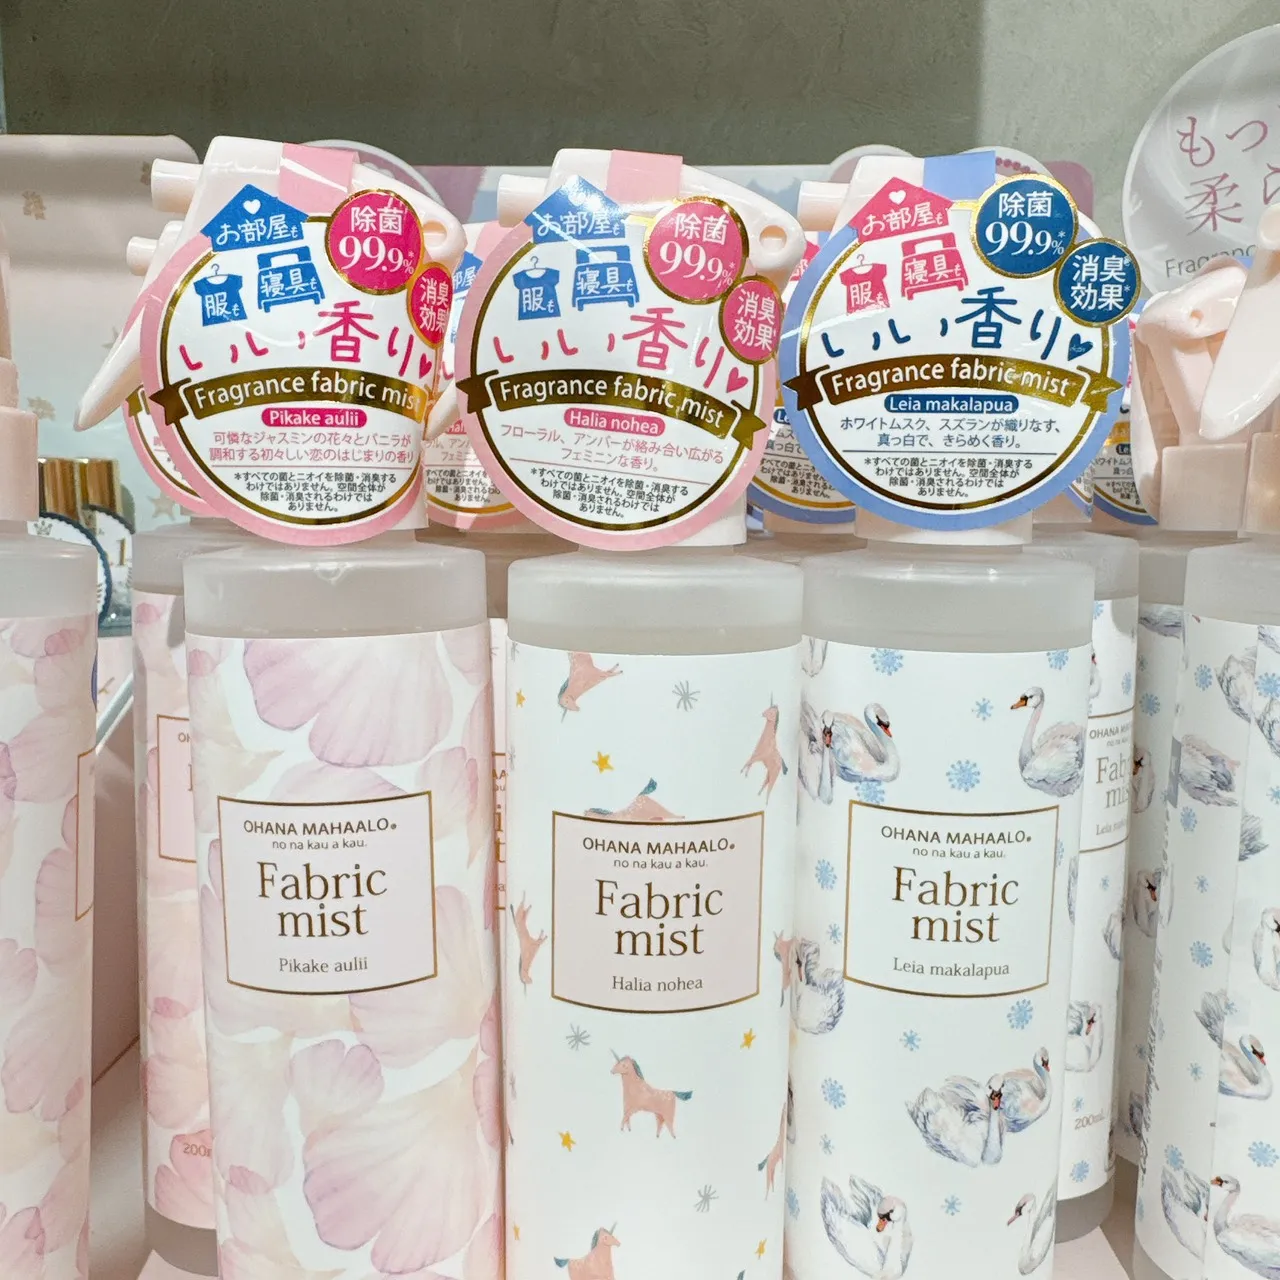 お部屋も
服も
寝具も
除菌
99.9%*
消臭
効果*
いい香り
Fragrance fabric mist
Pikake aulii
可憐なジャスミンの花々とバニラが
調和する初々しい恋のはじまりの香り
*すべての菌とニオイを除菌・消臭する
わけではありません。空間全体が
除菌・消臭されるわけでは
ありません。
お部屋も
服も
寝具も
除菌
99.9%*
消臭
効果*
いい香り
Fragrance fabric mist
Halia nohea
フローラル、アンバーが絡み合い広がる
フェミニンな香り。
*すべての菌とニオイを除菌・消臭する
わけではありません。空間全体が
除菌・消臭されるわけでは
ありません。
お部屋も
服も
寝具も
除菌
99.9%*
消臭
効果*
いい香り
Fragrance fabric mist
Leia makalapua
ホワイトムスク、スズランが織りなす、
真っ白で、きらめく香り。
*すべての菌とニオイを除菌・消臭する
わけではありません。空間全体が
除菌・消臭されるわけでは
ありません。
もっ
柔
Fragranc
OHANA MAHAALO®
no na kau a kau.
Fabric
mist
Pikake aulii
OHANA MAHAALO®
no na kau a kau.
Fabric
mist
Halia nohea
OHANA MAHAALO®
no na kau a kau.
Fabric
mist
Leia makalapua
OHANA MAHAALO
no na kau a
Fab
mis
Leia mak
200mL
200m